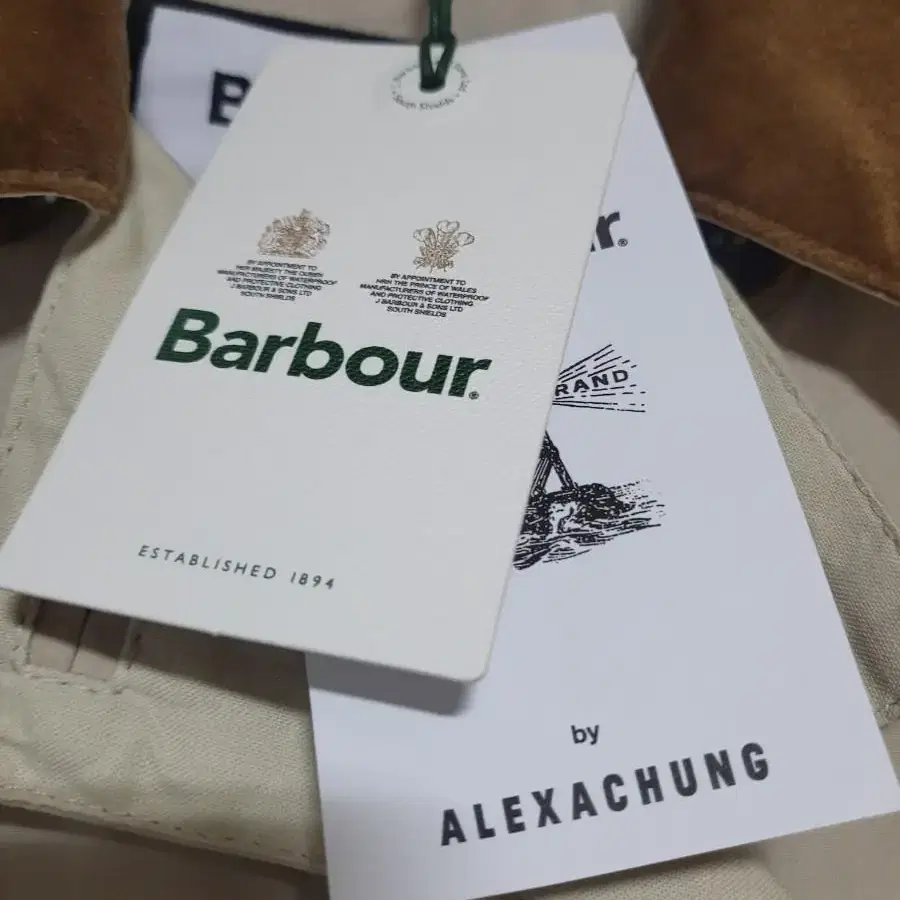 B
South Shields
BY APPOINTMENT TO
HER MAJESTY THE QUEEN
MANUFACTURERS OF WATERPROOF
AND PROTECTIVE CLOTHING
J BARBOUR & SONS LTD
SOUTH SHIELDS
BY APPOINTMENT TO
HRH THE PRINCE OF WALES
MANUFACTURERS OF WATERPROOF
AND PROTECTIVE CLOTHING
J BARBOUR & SONS LTD
SOUTH SHIELDS
Barbour®
ESTABLISHED 1894
r®
RAND
by
ALEXACHUNG